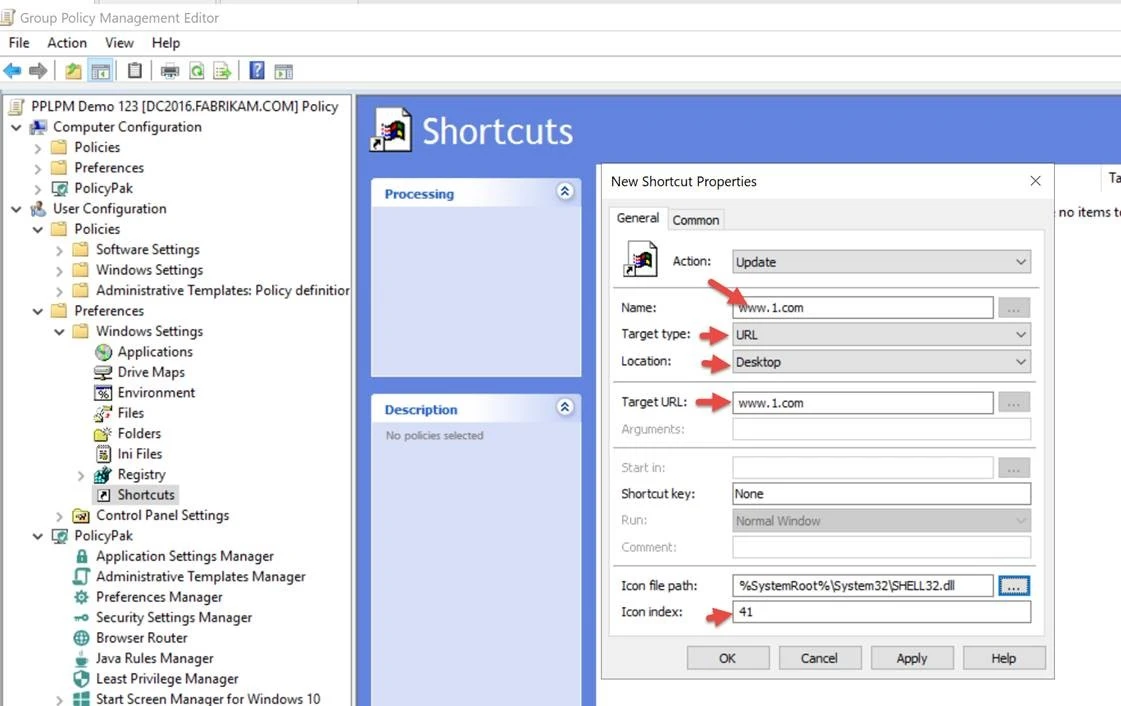 Group Policy Management Editor
File Action View Help
PPLPM Demo 123 [DC2016.FABRIKAM.COM] Policy
Computer Configuration
Policies
Preferences
PolicyPak
User Configuration
Policies
Software Settings
Windows Settings
Administrative Templates: Policy definitior
Preferences
Windows Settings
Applications
Drive Maps
Environment
Files
Folders
Ini Files
Registry
Shortcuts
Control Panel Settings
PolicyPak
Application Settings Manager
Administrative Templates Manager
Preferences Manager
Security Settings Manager
Browser Router
Java Rules Manager
Least Privilege Manager
Start Screen Manager for Windows 10
Shortcuts
Processing
Description
No policies selected
Ta
no items to
New Shortcut Properties
General Common
Action: Update
Name: www.1.com ...
Target type: URL
Location: Desktop
Target URL: www.1.com ...
Arguments:
Start in: ...
Shortcut key: None
Run: Normal Window
Comment:
Icon file path: %SystemRoot%\System32\SHELL32.dll ...
Icon index: 41
OK Cancel Apply Help